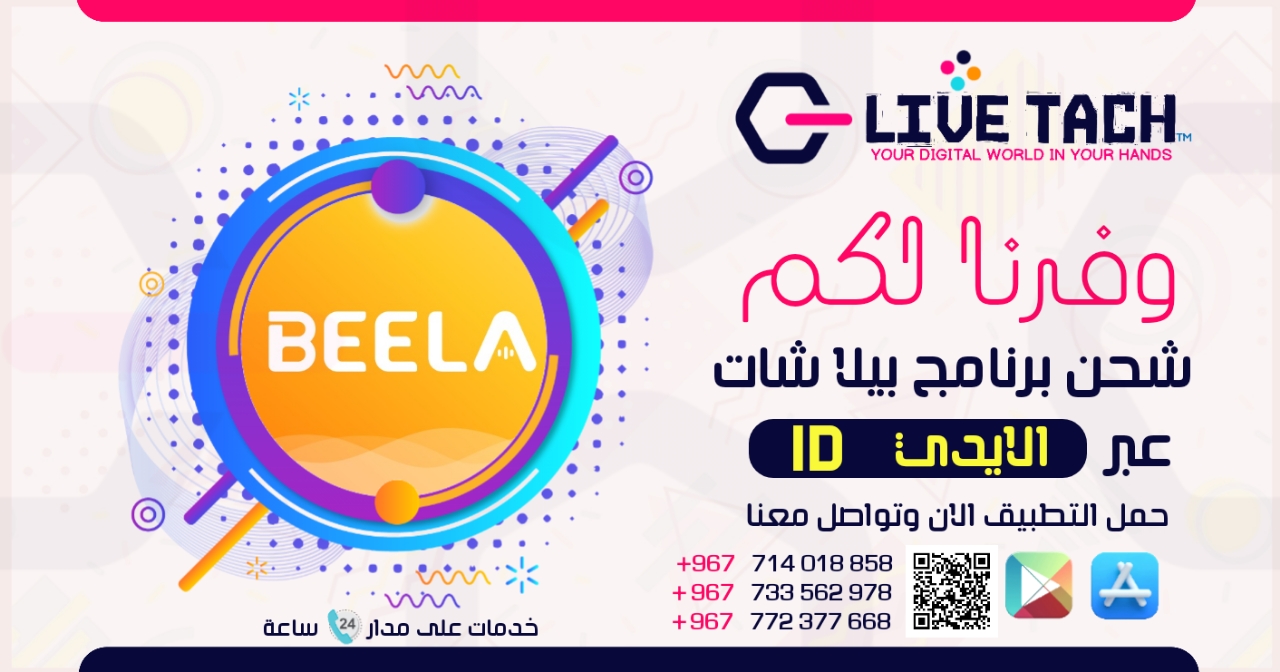 LIVE TACH™
YOUR DIGITAL WORLD IN YOUR HANDS
وفرنا لكم
شحن برنامج بيلا شات
عبر الايدي ID
حمل التطبيق الان وتواصل معنا
+967 714 018 858
+967 733 562 978
+967 772 377 668
BEELA
خدمات على مدار 24 ساعة